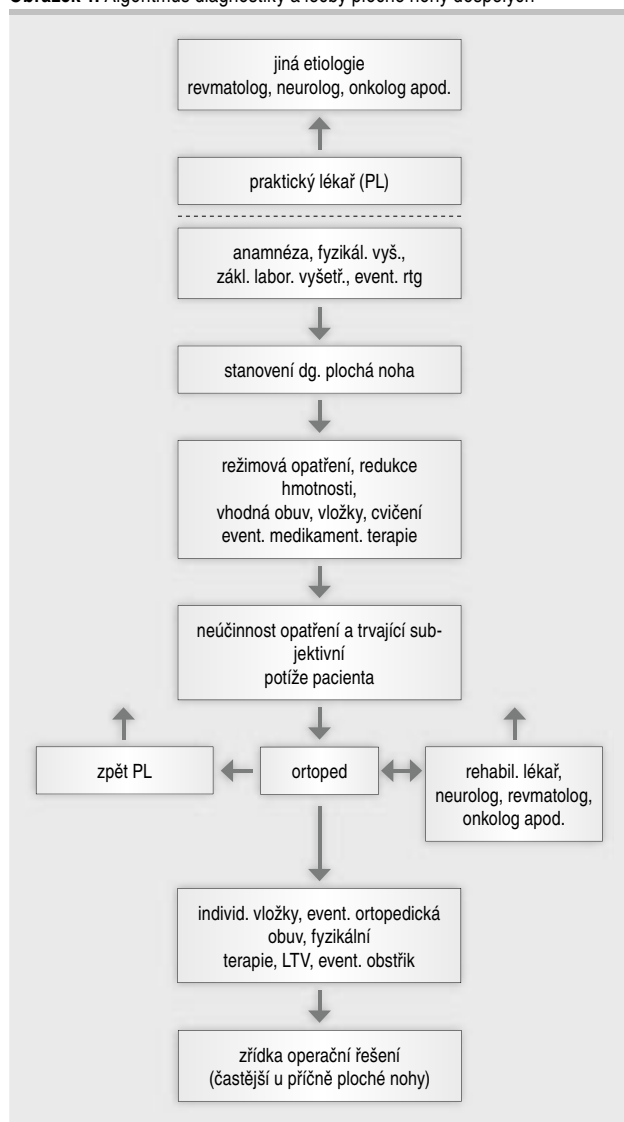 Obrázek 1. Algoritmus diagnostiky a léčby ploché nohy dospělých
jiná etiologie
revmatolog, neurolog, onkolog apod.
praktický lékař (PL)
anamnéza, fyzikál. vyš.,
zákl. labor. vyšetř., event. rtg
stanovení dg. plochá noha
režimová opatření, redukce
hmotnosti,
vhodná obuv, vložky, cvičení
event. medikament. terapie
neúčinnost opatření a trvající sub-
jektivní
potíže pacienta
zpět PL
ortoped
rehabil. lékař,
neurolog, revmatolog,
onkolog apod.
individ. vložky, event. ortopedická
obuv, fyzikální
terapie, LTV, event. obstřik
zřídka operační řešení
(častější u příčně ploché nohy)